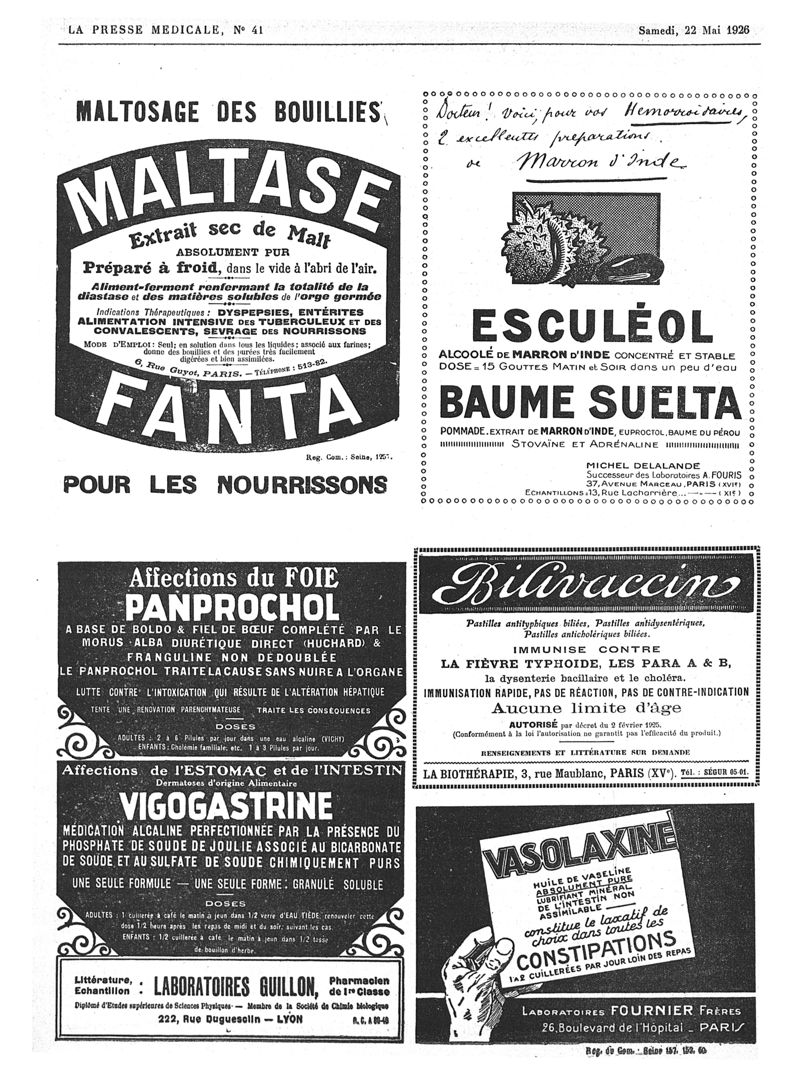 LA PRESSE MEDICALE, Nº 41
Samedi, 22 Mai 1926
MALTOSAGE DES BOUILLIES
MALTASE
Extrait sec de Malt
ABSOLUMENT PUR
Préparé à froid, dans le vide à l'abri de l'air.
Aliment-ferment renfermant la totalité de la
diastase et des matières solubles de l'orge germée
Indications Thérapeutiques : DYSPEPSIES, ENTÉRITES
ALIMENTATION INTENSIVE DES TUBERCULEUX ET DES
CONVALESCENTS, SEVRAGE DES NOURRISSONS
MODE D'EMPLOI : Seul; en solution dans tous les liquides; associé aux farines;
donne des bouillies et des purées très facilement
digérées et bien assimilées.
6, Rue Guyot, PARIS. — TÉLÉPHONE : 513-82.
FANTA
Reg. Com. : Seine,
POUR LES NOURRISSONS
Docteur ! Voici, pour vos Hemorroidaires,
2 excellentes préparations
de Marron d'Inde
ESCULÉOL
ALCOOLÉ DE MARRON D'INDE CONCENTRÉ ET STABLE
DOSE = 15 GOUTTES MATIN ET SOIR dans un peu d'eau
BAUME SUELTA
POMMADE. EXTRAIT DE MARRON D'INDE, EUPROCTOL, BAUME DU PÉROU
STOVAÏNE ET ADRÉNALINE
MICHEL DELALANDE
Successeur des Laboratoires A. FOURIS
37, AVENUE MARCEAU, PARIS (XVIe)
ECHANTILLONS = 13, Rue Lacharrière... — (XIe)
Affections du FOIE
PANPROCHOL
A BASE DE BOLDO & FIEL DE BŒUF COMPLÉTÉ PAR LE
MORUS ALBA DIURÉTIQUE DIRECT (HUCHARD) &
FRANGULINE NON DEDOUBLÉE
LE PANPROCHOL TRAITE LA CAUSE SANS NUIRE A L'ORGANE
LUTTE CONTRE L'INTOXICATION QUI RÉSULTE DE L'ALTÉRATION HÉPATIQUE
TENTE UNE RENOVATION PARENCHYMATEUSE TRAITE LES CONSÉQUENCES
DOSES
ADULTES : 2 à 6 Pilules par jour dans une eau alcaline (VICHY)
ENFANTS : Cholémie familiale, etc. 1 à 3 Pilules par jour.
Affections de l'ESTOMAC et de l'INTESTIN
Dermatoses d'origine Alimentaire
VIGOGASTRINE
MÉDICATION ALCALINE PERFECTIONNÉE PAR LA PRÉSENCE DU
PHOSPHATE DE SOUDE DE JOULIE ASSOCIÉ AU BICARBONATE
DE SOUDE ET AU SULFATE DE SOUDE CHIMIQUEMENT PURS
UNE SEULE FORMULE — UNE SEULE FORME : GRANULÉ SOLUBLE
DOSES
ADULTES : 1 cuillerée à café le matin à jeun dans 1/2 verre d'EAU TIÈDE, renouveler cette
dose 1/2 heure après les repas de midi et du soir, suivant les cas.
ENFANTS : 1/2 cuillerée à café, le matin à jeun dans 1/2 tasse
de bouillon d'herbe.
Littérature, Echantillon : LABORATOIRES GUILLON, Pharmacien de Ire Classe
Diplômé d'Etudes supérieures de Sciences Physiques — Membre de la Société de Chimie biologique
222, Rue Duguesclin — LYON
Bilivaccin
Pastilles antityphiques biliées, Pastilles antidysentériques,
Pastilles anticholériques biliées.
IMMUNISE CONTRE
LA FIÈVRE TYPHOIDE, LES PARA A & B,
la dysenterie bacillaire et le choléra.
IMMUNISATION RAPIDE, PAS DE RÉACTION, PAS DE CONTRE-INDICATION
Aucune limite d'âge
AUTORISÉ par décret du 2 février 1925.
(Conformément à la loi l'autorisation ne garantit pas l'efficacité du produit.)
RENSEIGNEMENTS ET LITTÉRATURE SUR DEMANDE
LA BIOTHÉRAPIE, 3, rue Maublanc, PARIS (XVe). Tél. : SÉGUR 05-01.
VASOLAXINE
HUILE DE VASELINE
ABSOLUMENT PURE
LUBRIFIANT MINÉRAL
DE L'INTESTIN NON
ASSIMILABLE
constitue le laxatif de
choix dans toutes les
CONSTIPATIONS
1 à 2 CUILLERÉES PAR JOUR LOIN DES REPAS
LABORATOIRES FOURNIER FRÈRES
26, Boulevard de l'Hôpital _ PARIS
Reg. du Com. : Seine